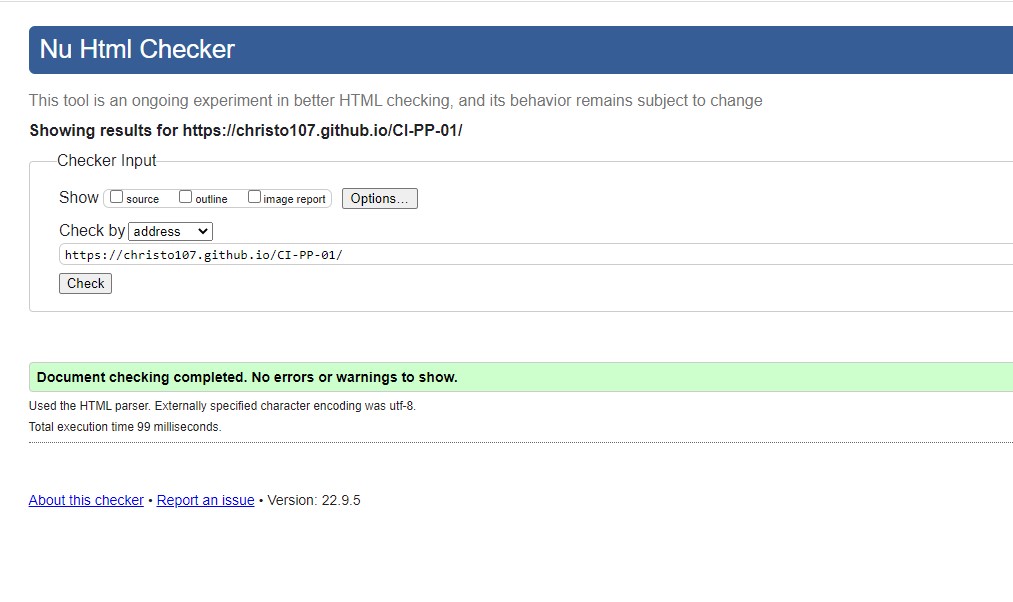 Nu Html Checker
This tool is an ongoing experiment in better HTML checking, and its behavior remains subject to change
Showing results for https://christo107.github.io/CI-PP-01/
Checker Input
Show source outline image report Options...
Check by address
https://christo107.github.io/CI-PP-01/
Check
Document checking completed. No errors or warnings to show.
Used the HTML parser. Externally specified character encoding was utf-8.
Total execution time 99 milliseconds.
About this checker • Report an issue • Version: 22.9.5